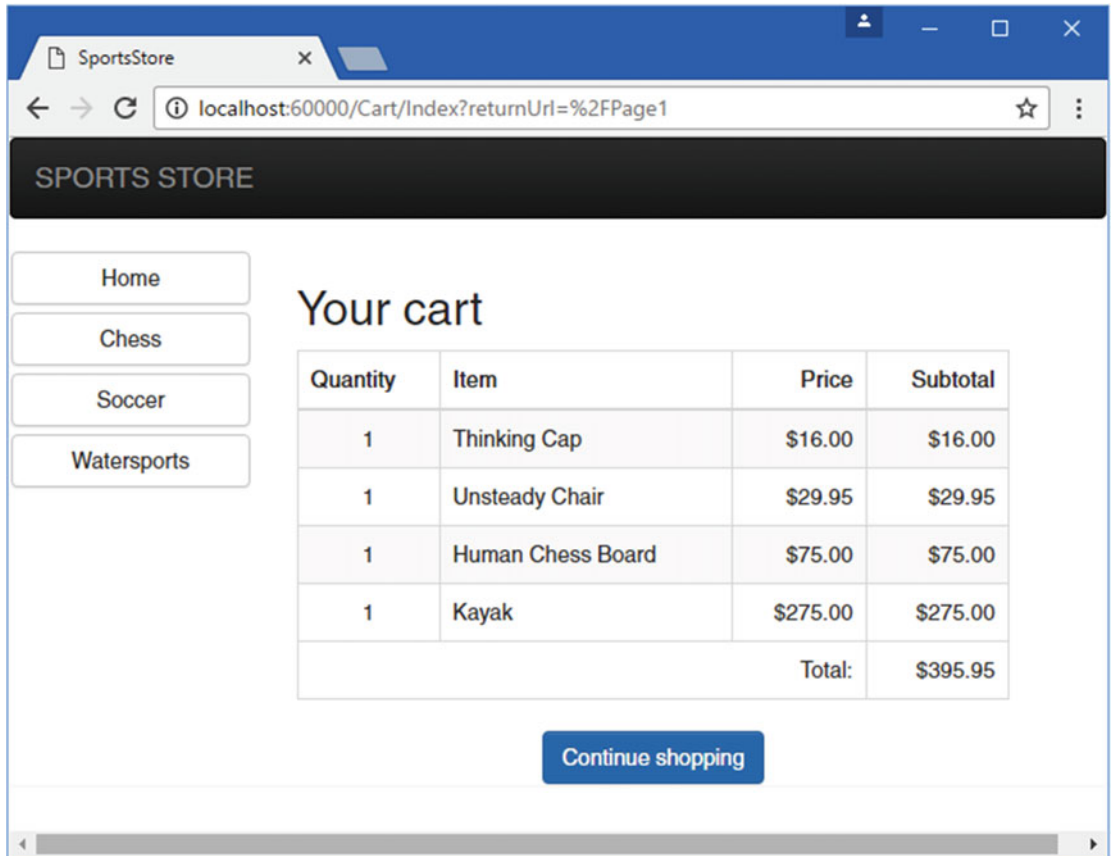 SportsStore
localhost:60000/Cart/Index?returnUrl=%2FPage1
SPORTS STORE
Home
Chess
Soccer
Watersports
Your cart
Quantity Item Price Subtotal
1 Thinking Cap $16.00 $16.00
1 Unsteady Chair $29.95 $29.95
1 Human Chess Board $75.00 $75.00
1 Kayak $275.00 $275.00
Total: $395.95
Continue shopping